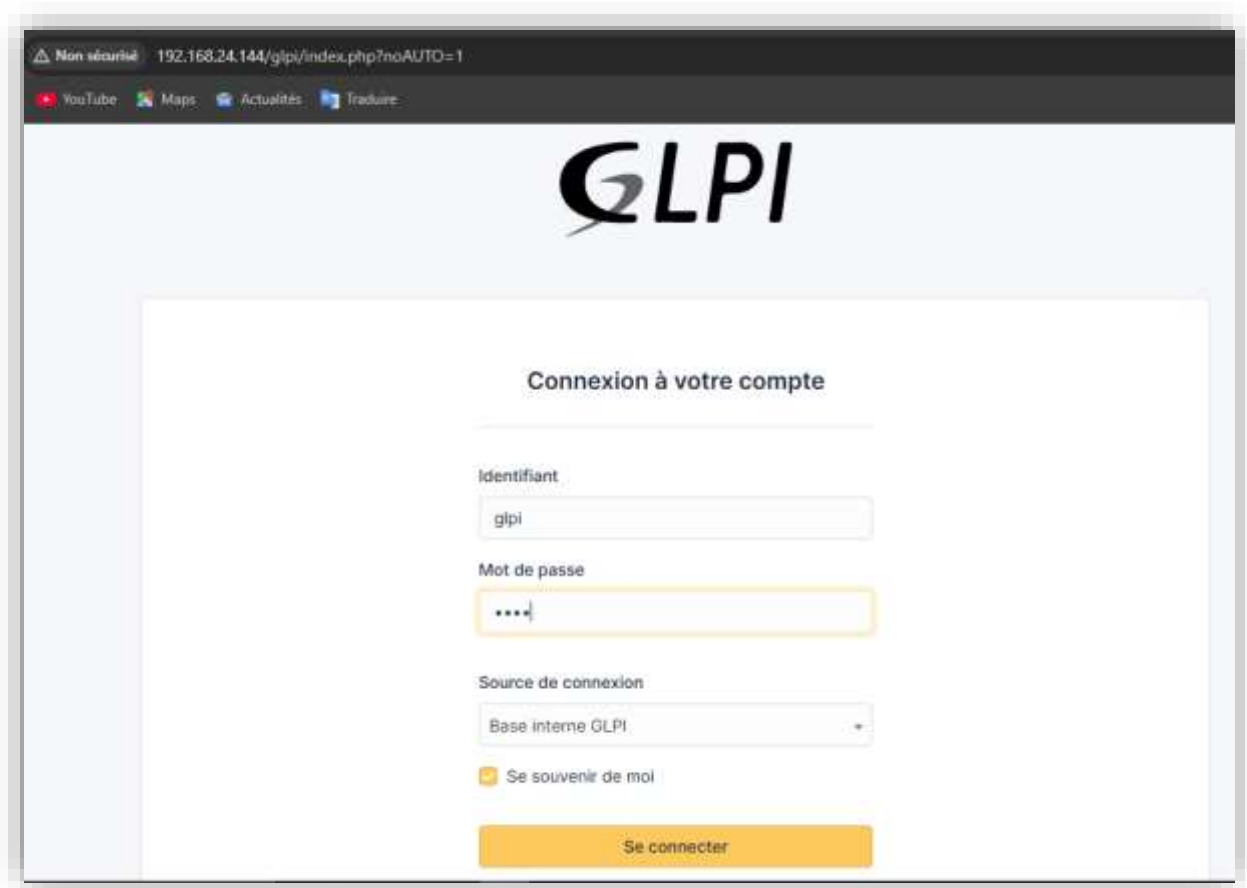 Non sécurisé 192.168.24.144/glpi/index.php?noAUTO=1
YouTube Maps Actualités Traduire
GLPI
Connexion à votre compte
Identifiant
glpi
Mot de passe
••••
Source de connexion
Base interne GLPI
Se souvenir de moi
Se connecter